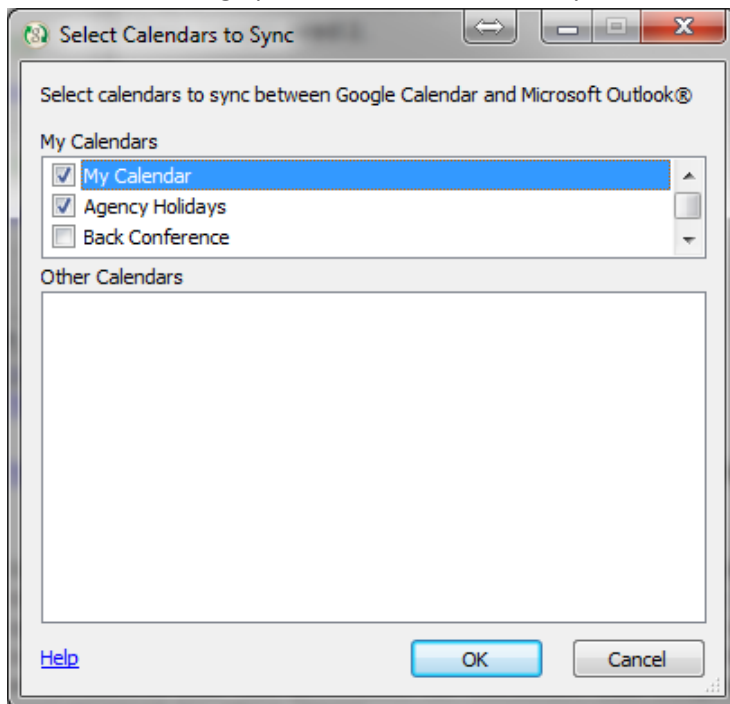 Select Calendars to Sync
Select calendars to sync between Google Calendar and Microsoft Outlook®
My Calendars
My Calendar
Agency Holidays
Back Conference
Other Calendars
Help
OK
Cancel